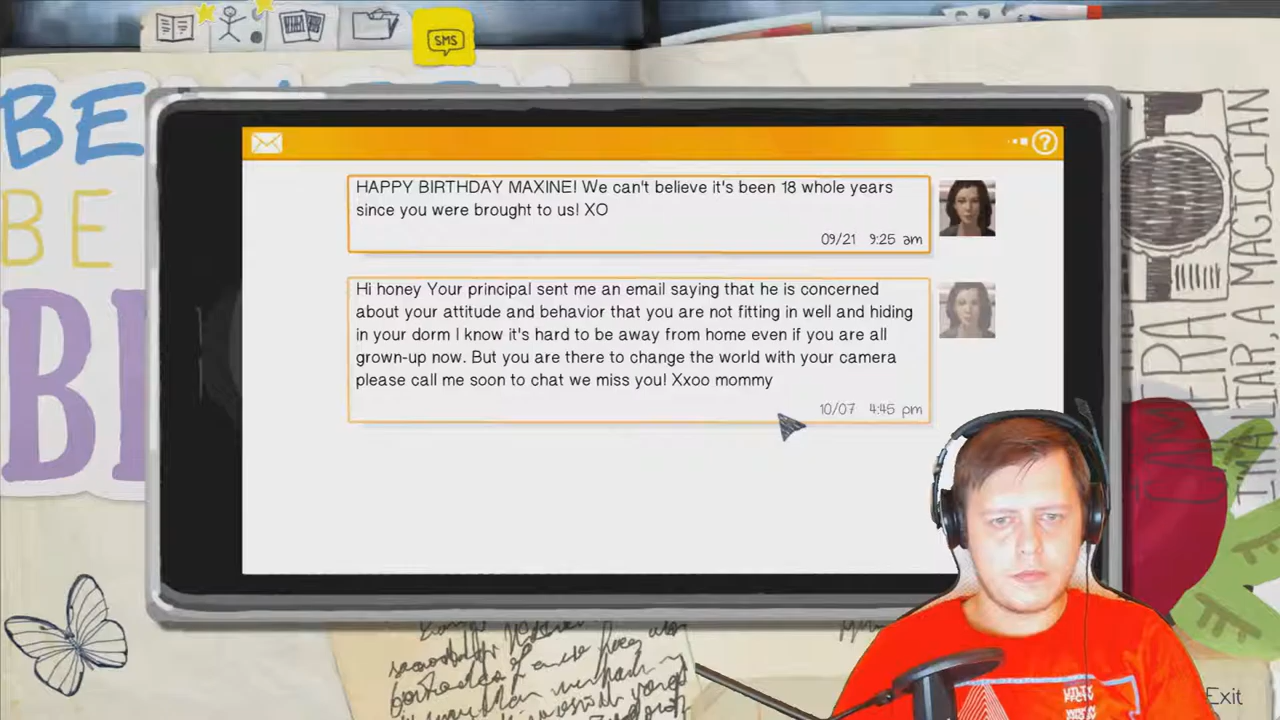 SMS
BE
BE
HAPPY BIRTHDAY MAXINE! We can't believe it's been 18 whole years
since you were brought to us! XO
09/21 9:25 am
Hi honey Your principal sent me an email saying that he is concerned
about your attitude and behavior that you are not fitting in well and hiding
in your dorm I know it's hard to be away from home even if you are all
grown-up now. But you are there to change the world with your camera
please call me soon to chat we miss you! Xxoo mommy
10/07 4:45 pm
?
CAMERA
LIAR, A MAGICIAN
Exit